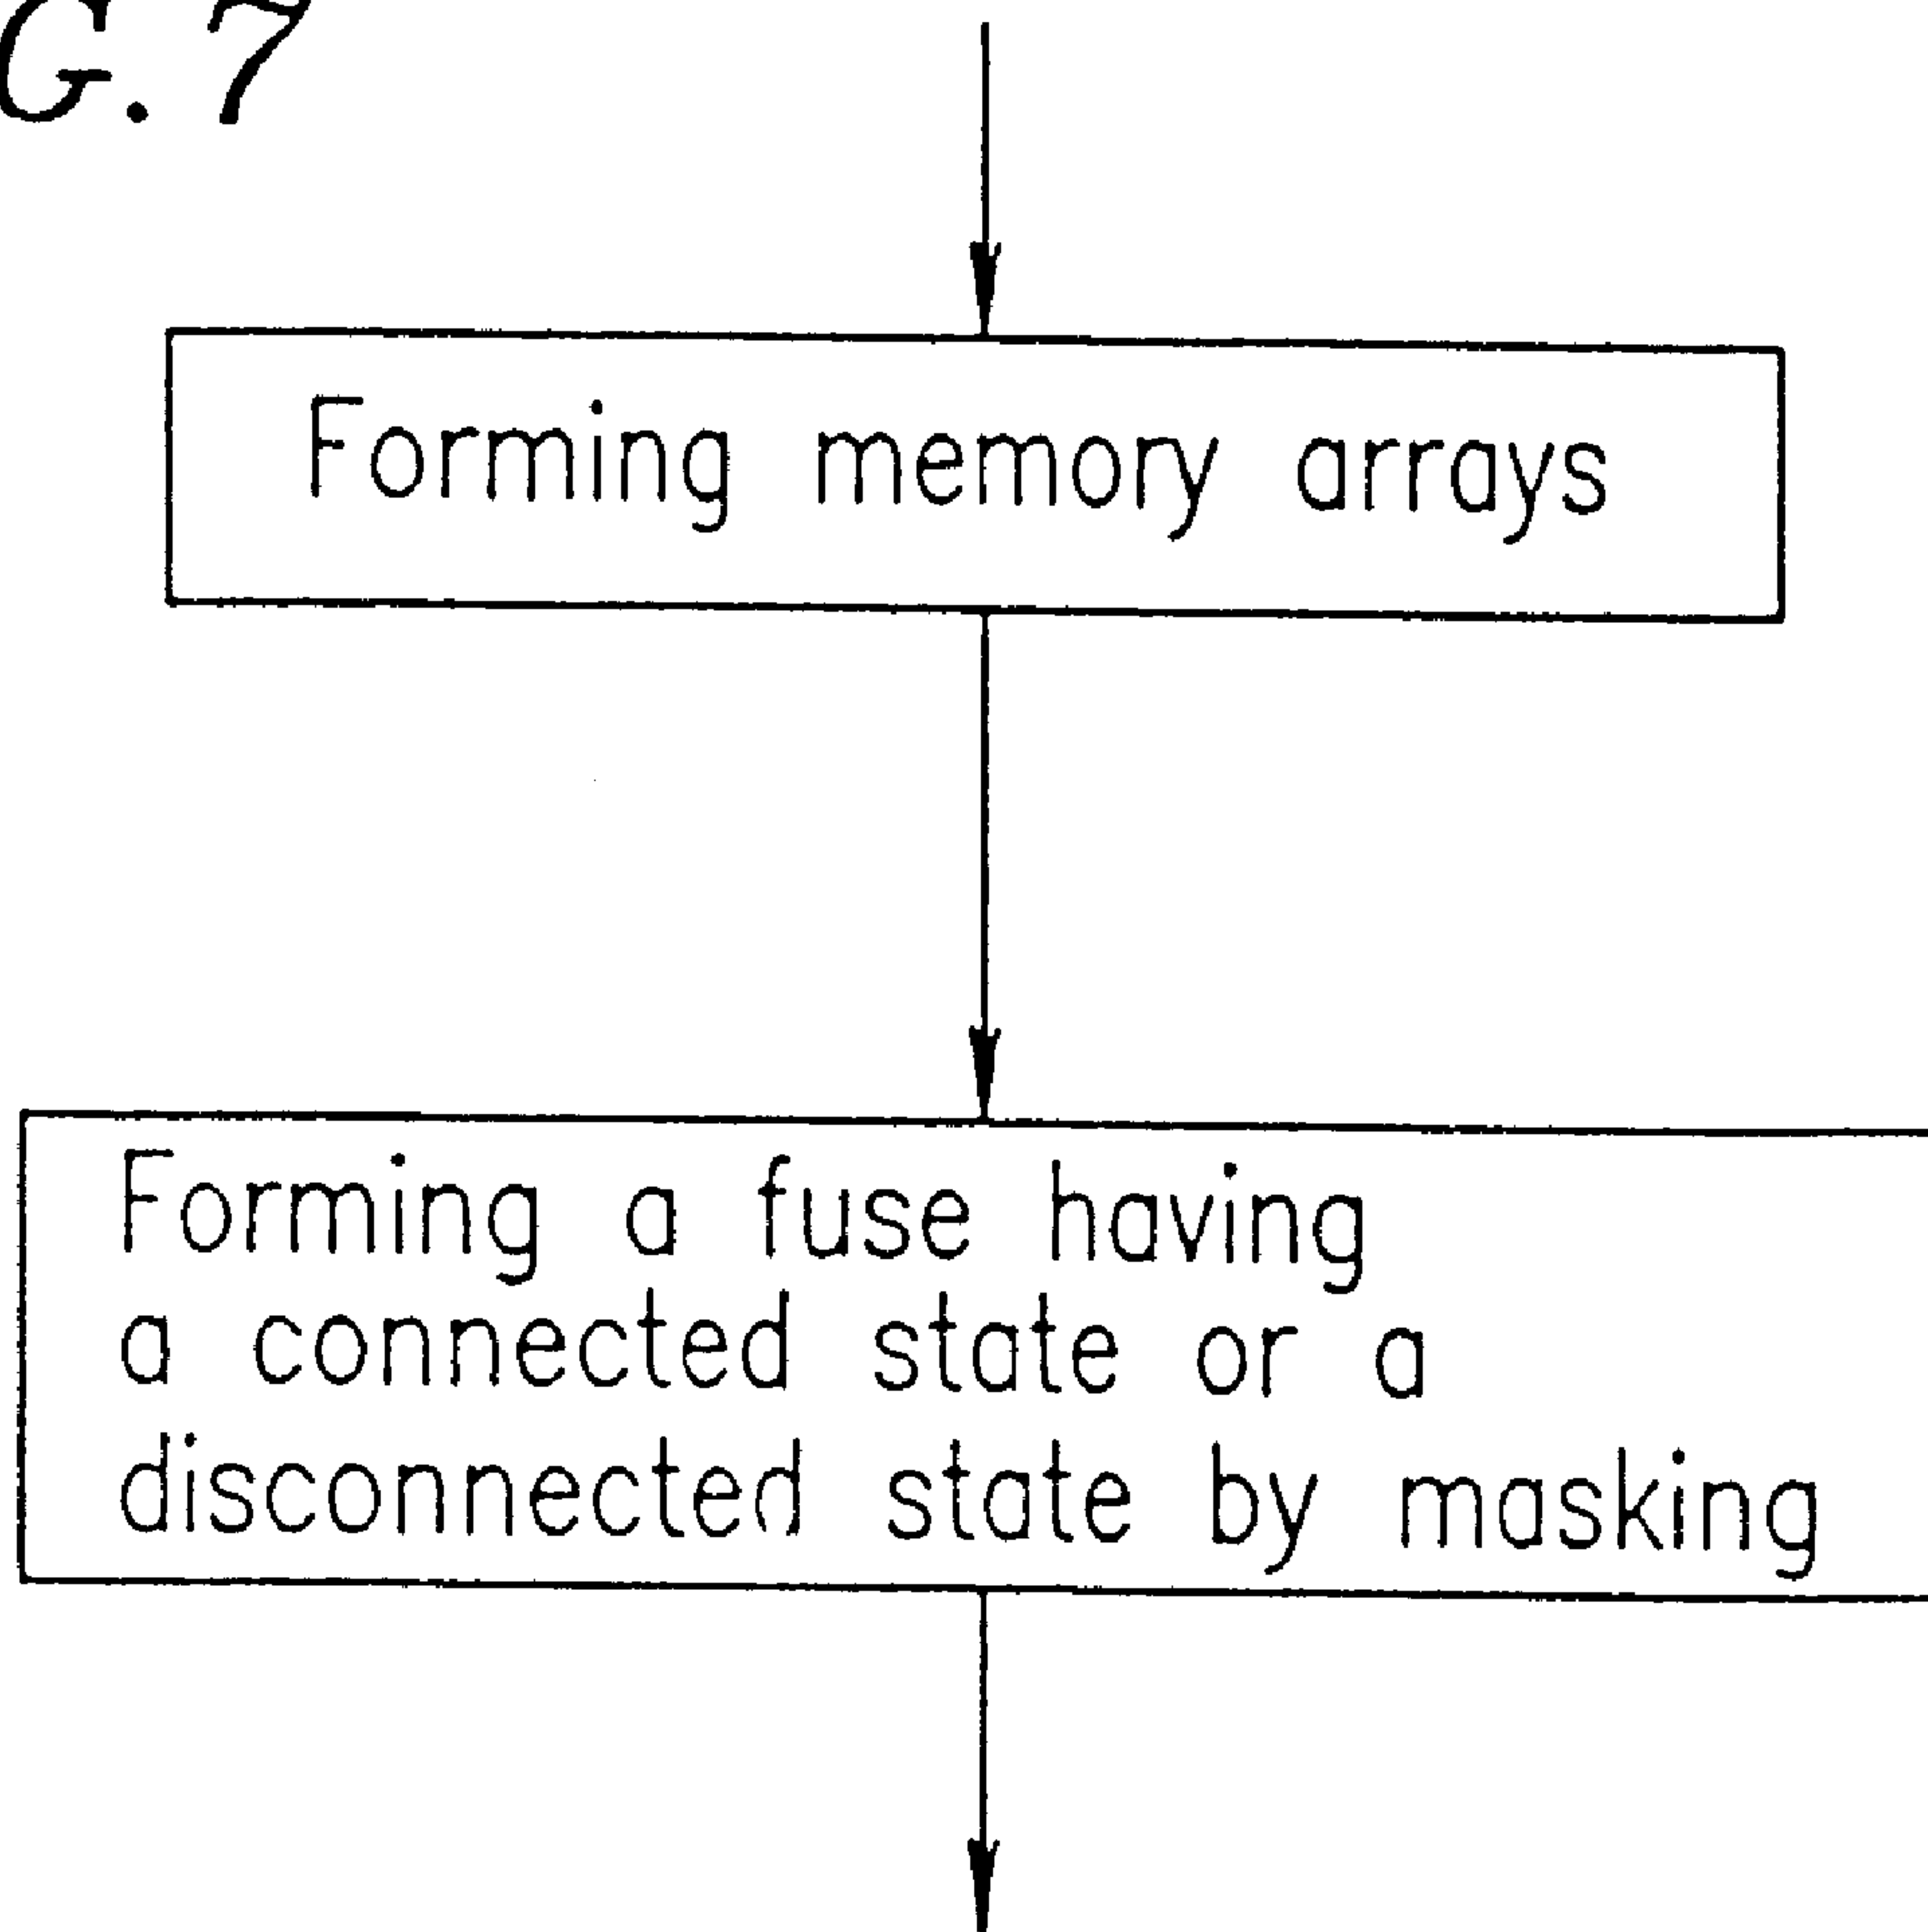 G. 7
Forming memory arrays
Forming a fuse having
a connected state or a
disconnected state by masking